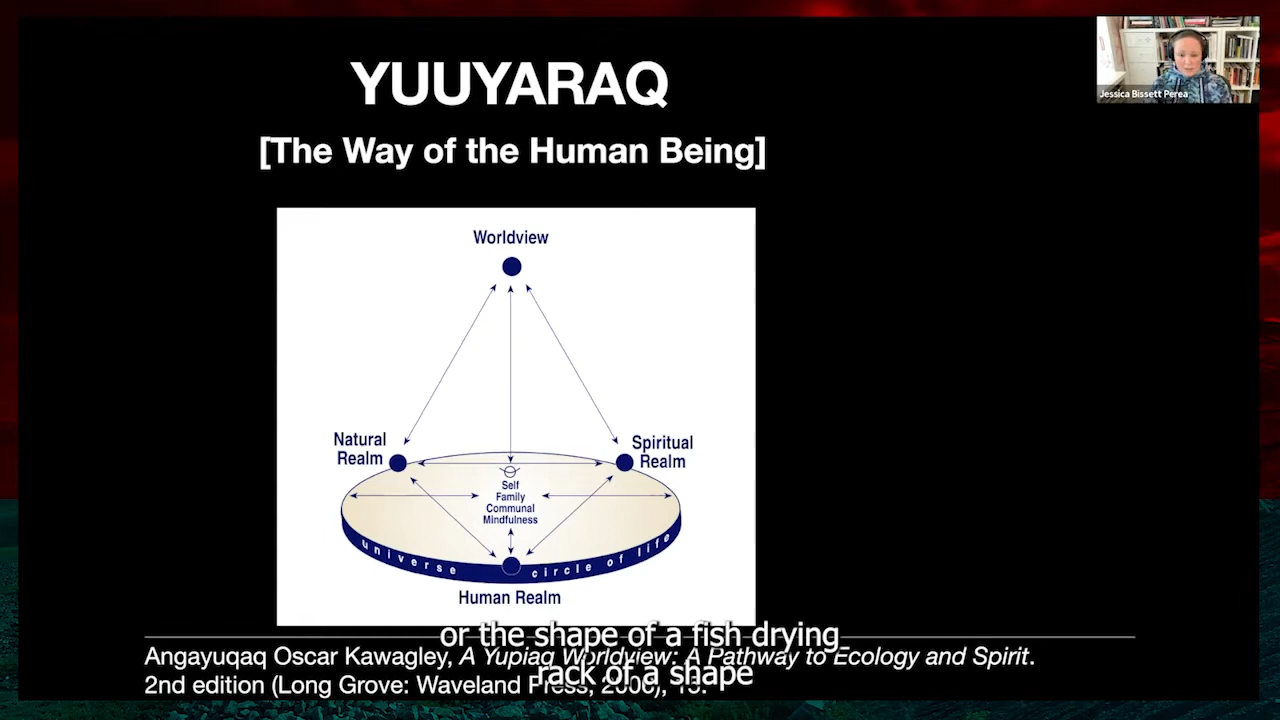 YUUYARAQ
[The Way of the Human Being]
Jessica Bissett Perea
Worldview
Natural
Realm
Spiritual
Realm
Self
Family
Communal
Mindfulness
universe circle of life
Human Realm
or the shape of a fish drying
rack of a shape
Angayuqaq Oscar Kawagley, A Yupiaq Worldview: A Pathway to Ecology and Spirit.
2nd edition (Long Grove: Waveland Press,